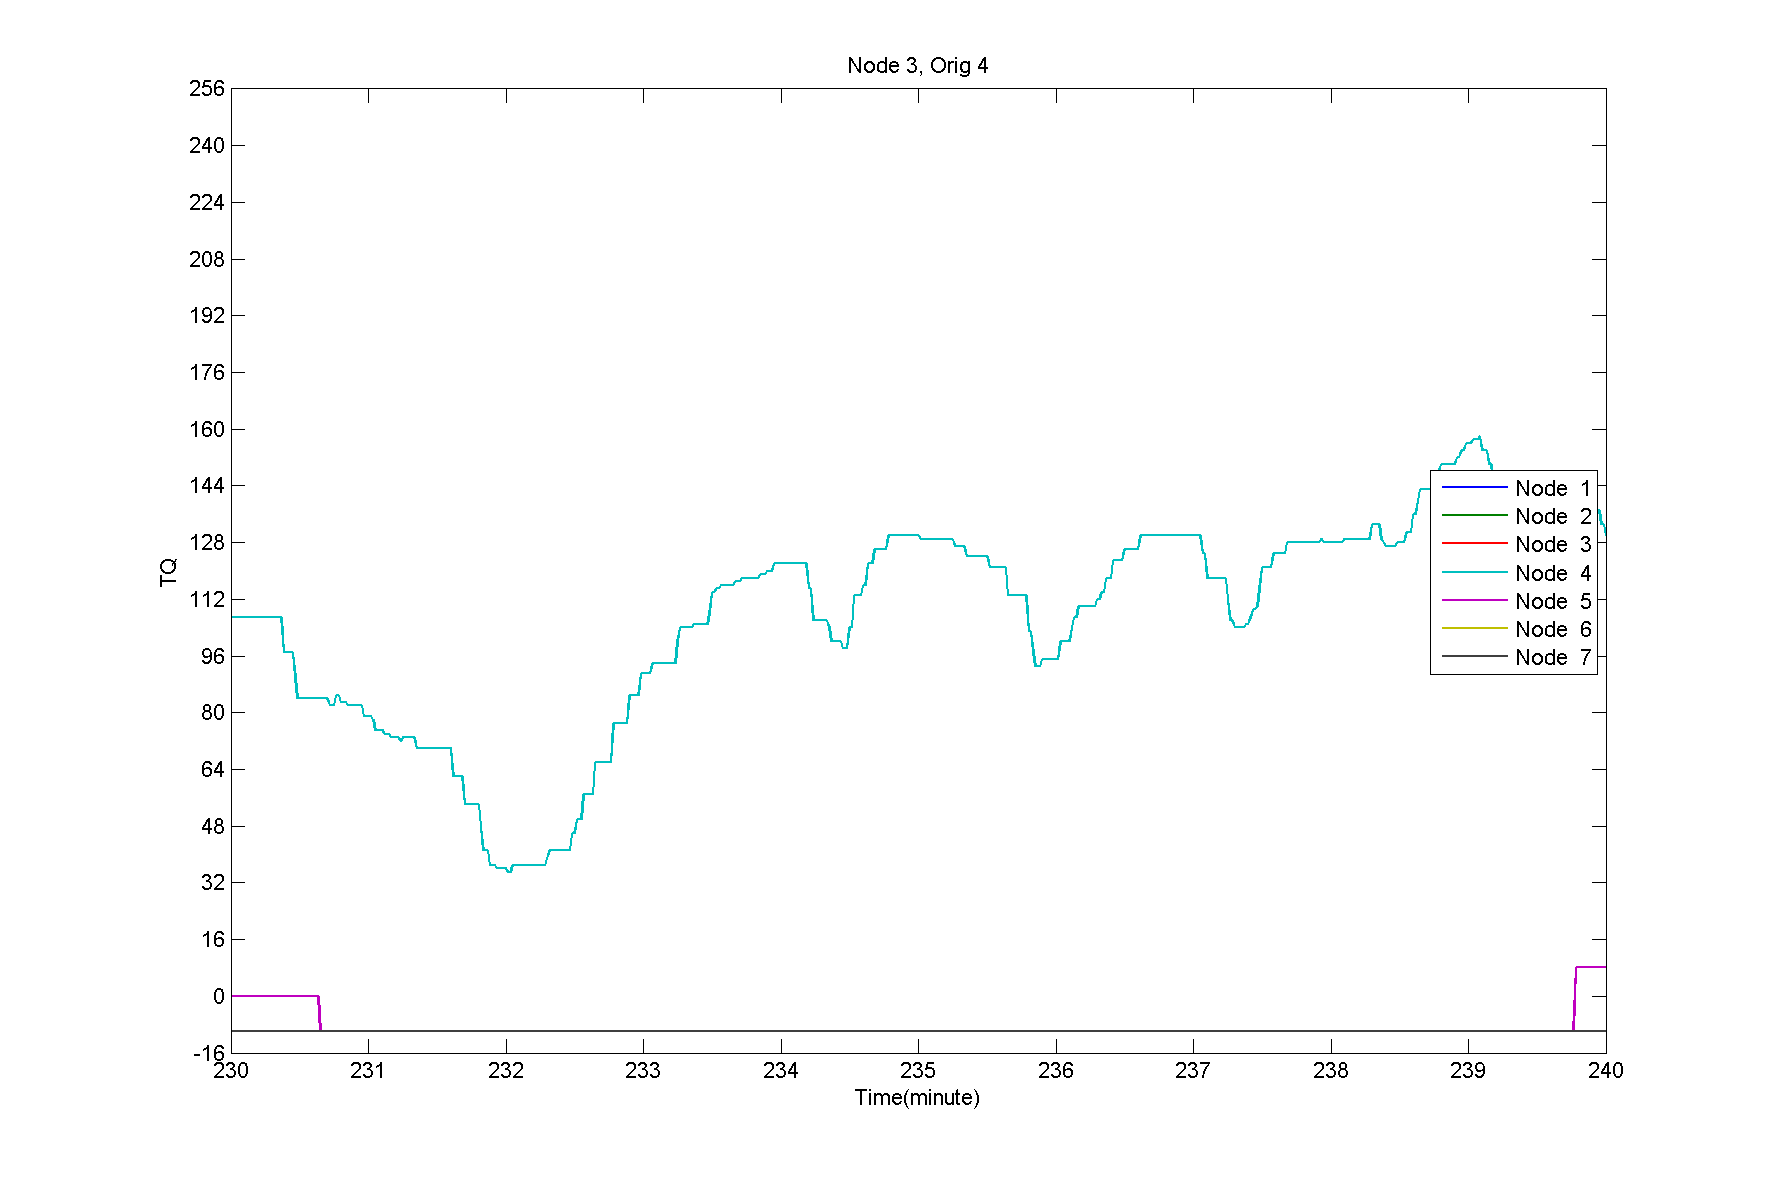 Node 3, Orig 4
256
240
224
208
192
176
160
144
128
112
96
80
64
48
32
16
0
-16
TQ
Node 1
Node 2
Node 3
Node 4
Node 5
Node 6
Node 7
230 231 232 233 234 235 236 237 238 239 240
Time(minute)